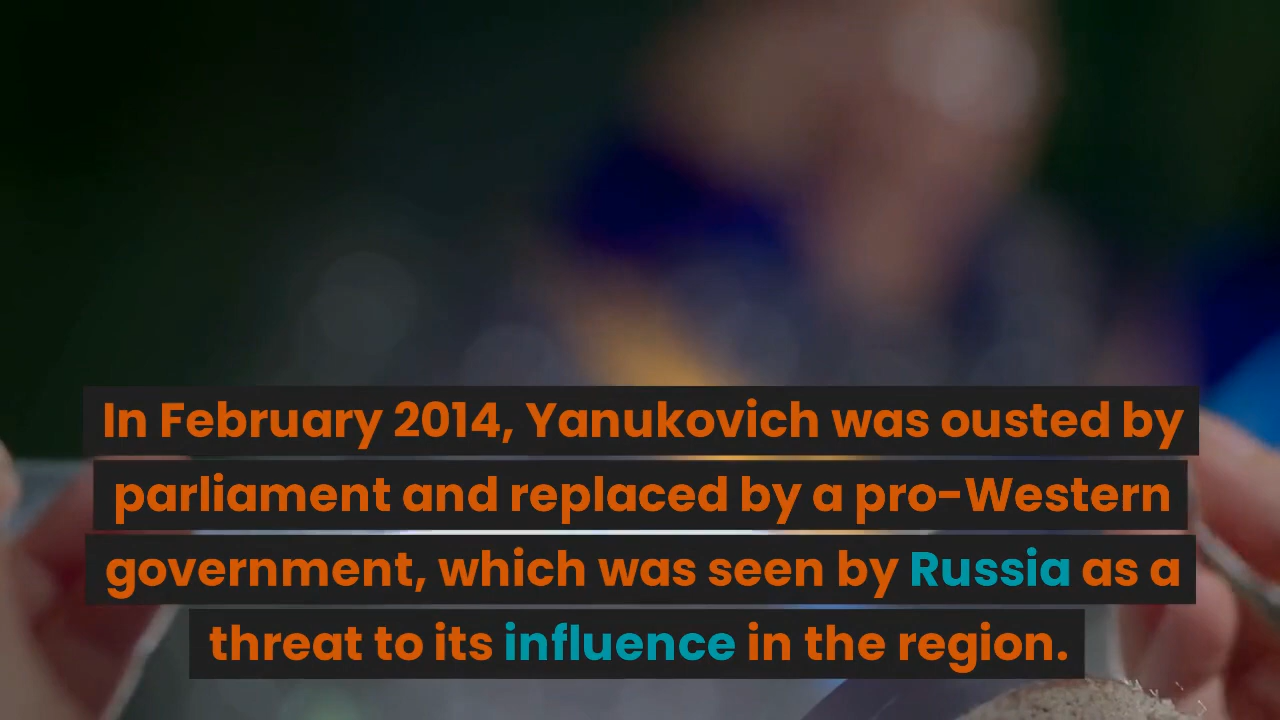 In February 2014, Yanukovich was ousted by
parliament and replaced by a pro-Western
government, which was seen by Russia as a
threat to its influence in the region.